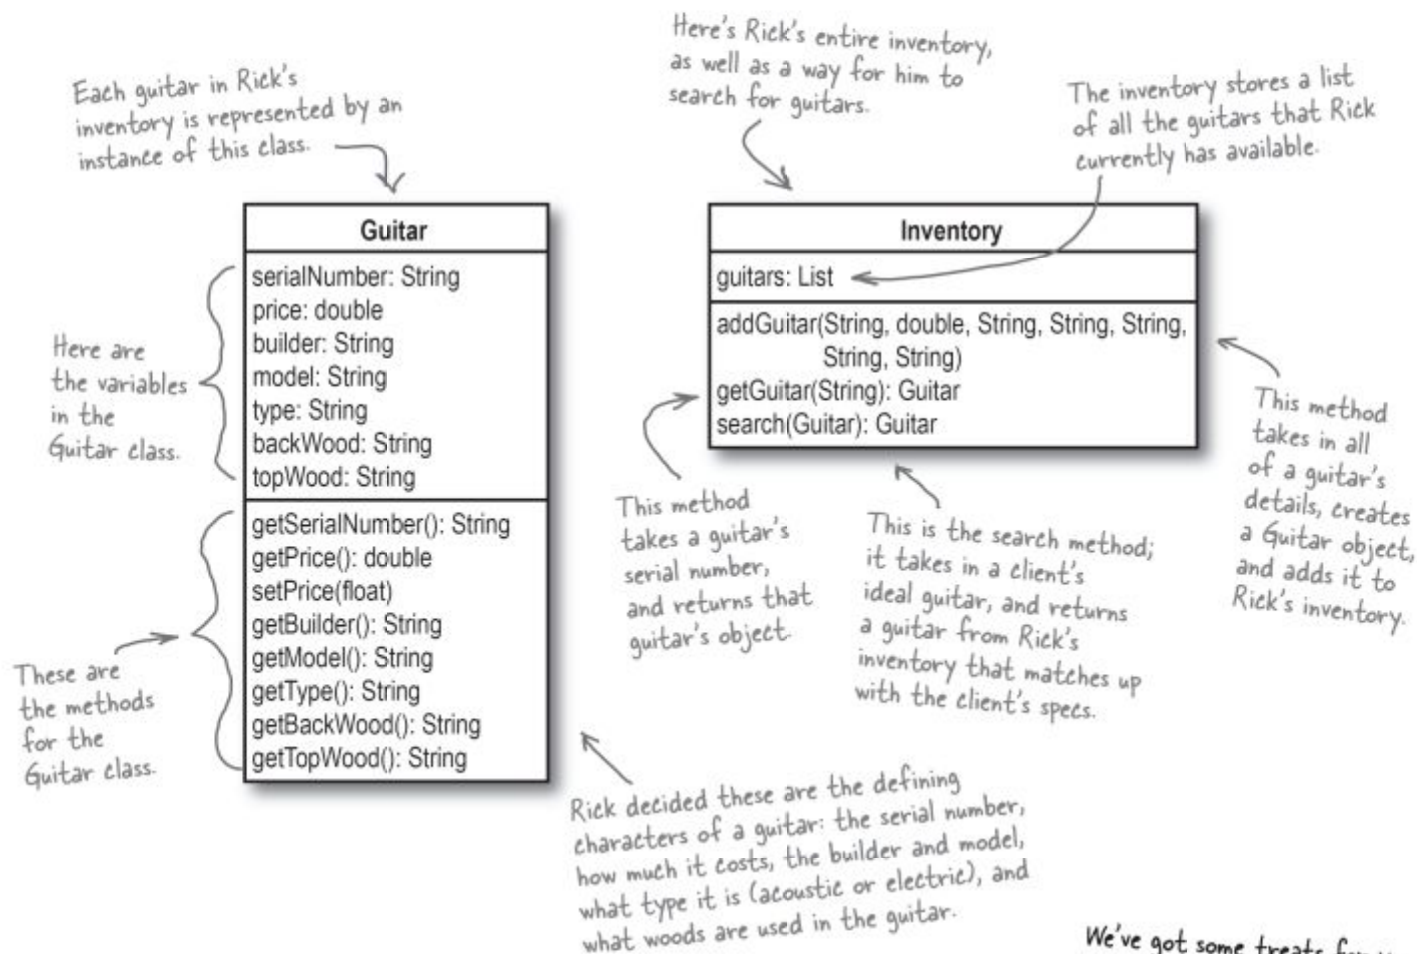 Here's Rick's entire inventory,
as well as a way for him to
search for guitars.
Each guitar in Rick's
inventory is represented by an
instance of this class.
The inventory stores a list
of all the guitars that Rick
currently has available.
Guitar
serialNumber: String
price: double
builder: String
model: String
type: String
backWood: String
topWood: String
getSerialNumber(): String
getPrice(): double
setPrice(float)
getBuilder(): String
getModel(): String
getType(): String
getBackWood(): String
getTopWood(): String
Here are
the variables
in the
Guitar class.
These are
the methods
for the
Guitar class.
Inventory
guitars: List
addGuitar(String, double, String, String, String,
String, String)
getGuitar(String): Guitar
search(Guitar): Guitar
This method
takes a guitar's
serial number,
and returns that
guitar's object.
This is the search method;
it takes in a client's
ideal guitar, and returns
a guitar from Rick's
inventory that matches up
with the client's specs.
This method
takes in all
of a guitar's
details, creates
a Guitar object,
and adds it to
Rick's inventory.
Rick decided these are the defining
characters of a guitar: the serial number,
how much it costs, the builder and model,
what type it is (acoustic or electric), and
what woods are used in the guitar.
We've got some treats for